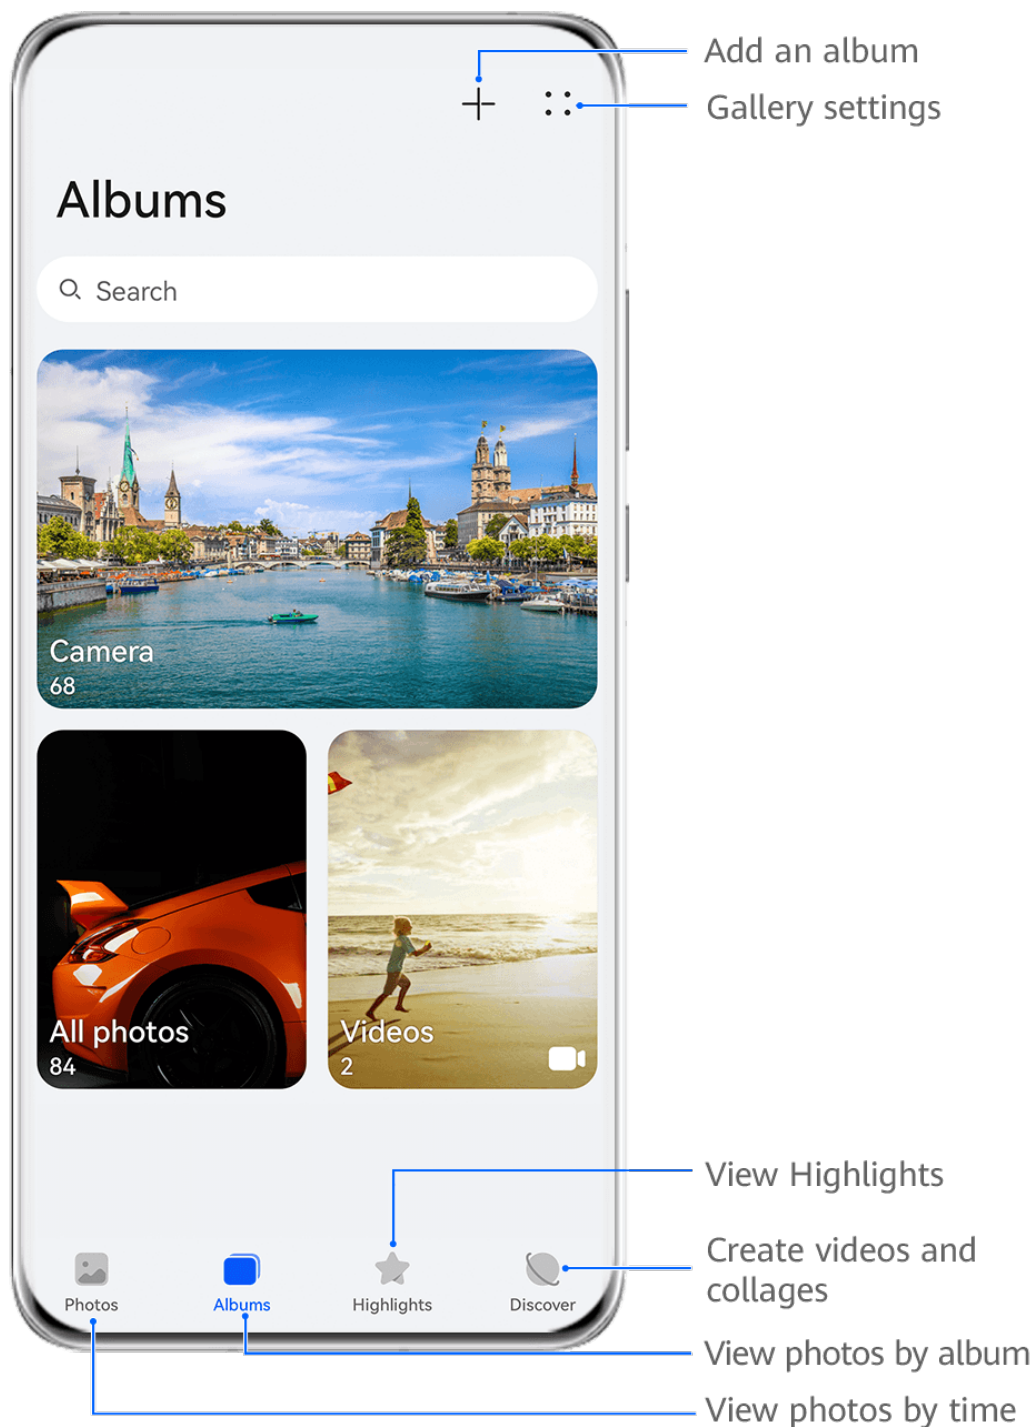 Add an album
Gallery settings
Albums
Search
Camera
68
All photos
84
Videos
2
View Highlights
Create videos and
collages
Photos
Albums
Highlights
Discover
View photos by album
View photos by time